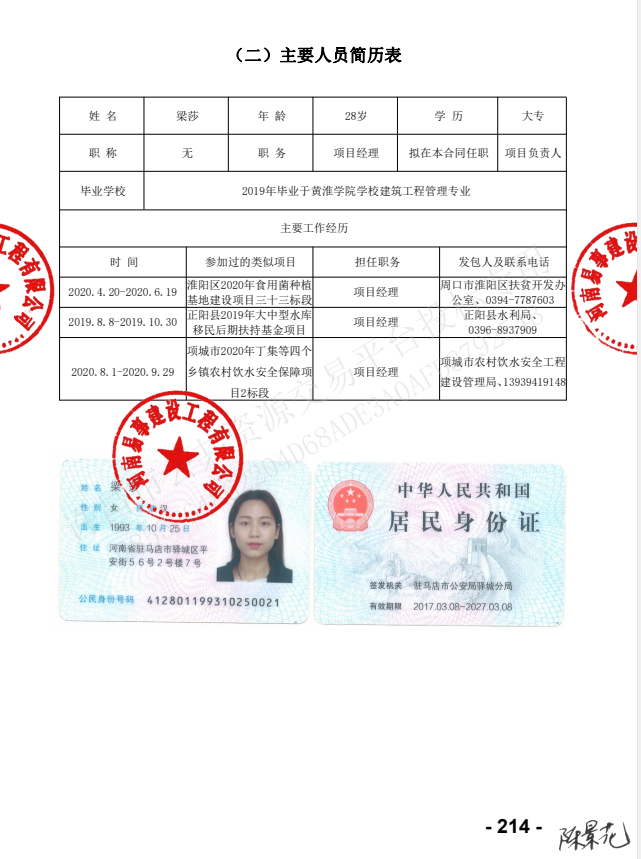 （二）主要人员简历表
姓 名 梁莎 年 龄 28岁 学 历 大专
职 称 无 职 务 项目经理 拟在本合同任职 项目负责人
毕业学校 2019年毕业于黄淮学院学校建筑工程管理专业
主要工作经历
时 间 参加过的类似项目 担任职务 发包人及联系电话
2020.4.20-2020.6.19 淮阳区2020年食用菌种植基地建设项目三十三标段 项目经理 周口市淮阳区扶贫开发办公室、0394-7787603
2019.8.8-2019.10.30 正阳县2019年大中型水库移民后期扶持基金项目 项目经理 正阳县水利局、0396-8937909
2020.8.1-2020.9.29 项城市2020年丁集等四个乡镇农村饮水安全保障项目2标段 项目经理 项城市农村饮水安全工程建设管理局、13939419148
河南易事建设工程有限公司
姓 名 梁
性 别 女 汉
出 生 1993 年 10 月 25 日
住 址 河南省驻马店市驿城区平
安街５６号２号楼７号
公民身份号码 412801199310250021
中华人民共和国
居民身份证
签发机关 驻马店市公安局驿城分局
有效期限 2017.03.08-2027.03.08
- 214 -
陈景花